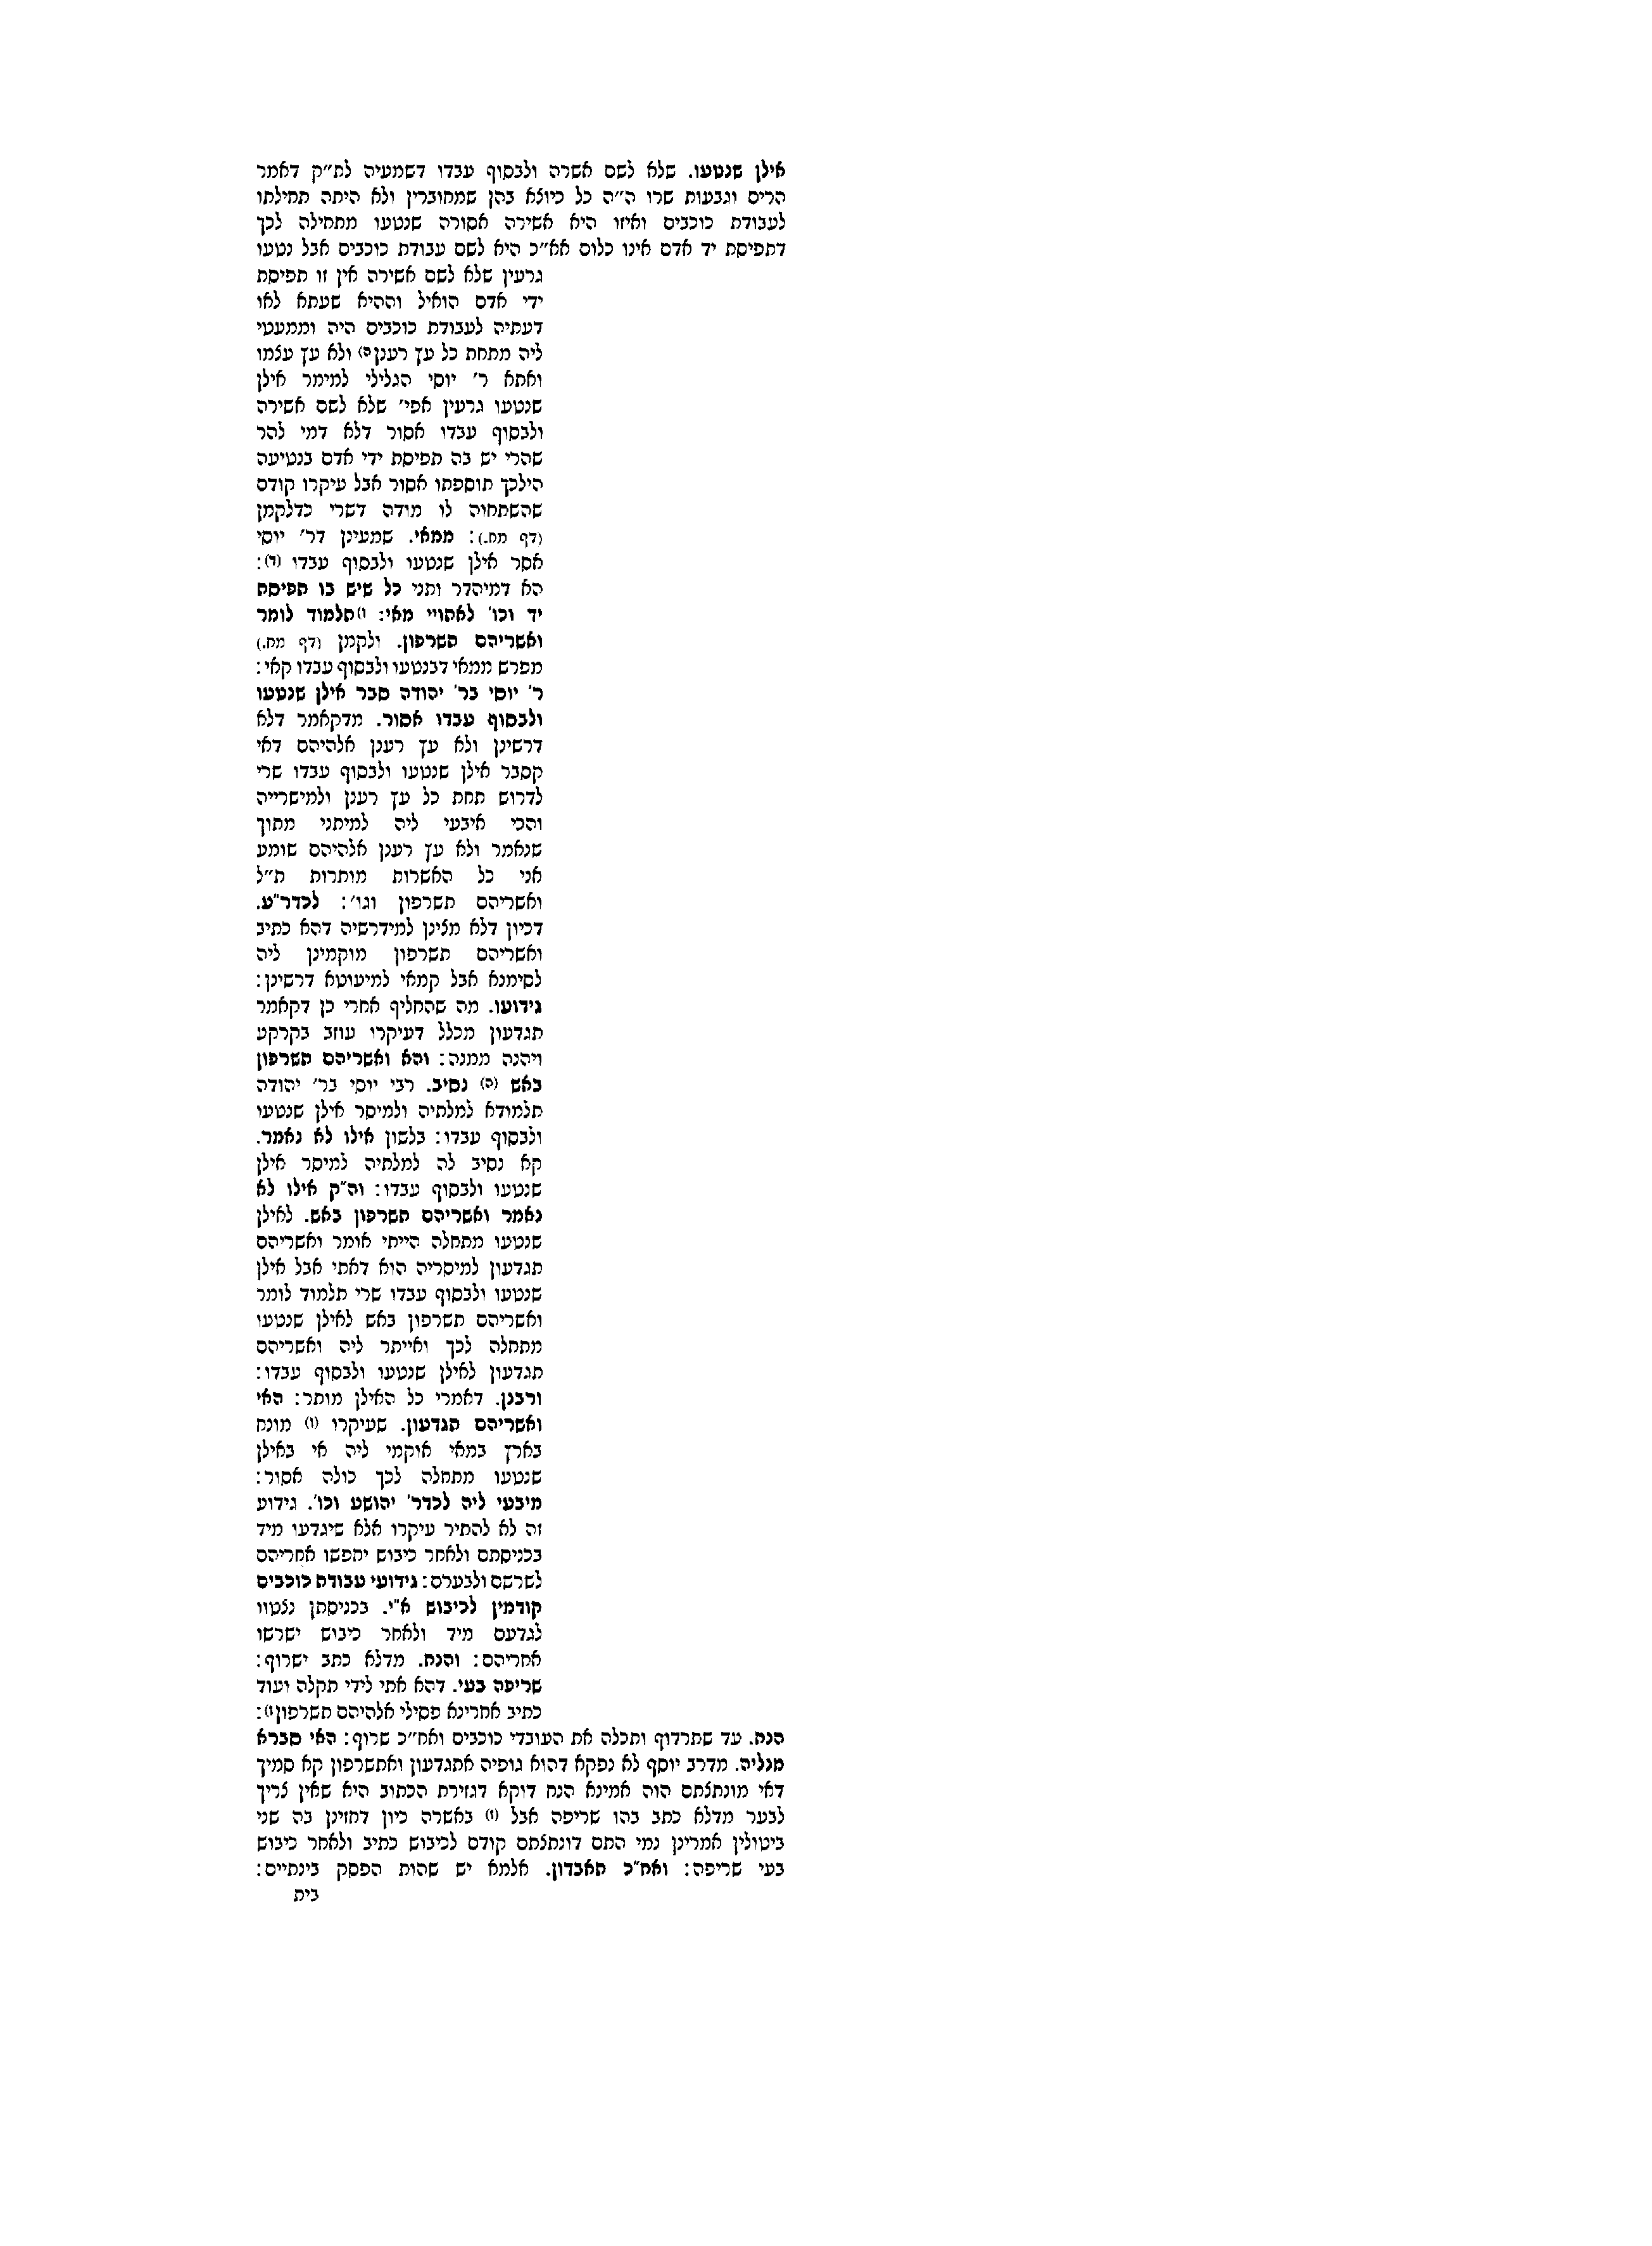 אילן שנטעו. שלא לשם אשרה ולבסוף עבדו דשמעיה לת״ק דאמר
הרים וגבעות שרו ה״ה כל כיוצא בהן שמחוברין ולא היתה תחילתו
לעבודת כוכבים ואיזו היא אשירה אסורה שנטעו מתחילה לכך
דתפיסת יד אדם אינו כלום אא״כ היא לשם עבודת כוכבים אבל נטעו
גרעין שלא לשם אשירה אין זו תפיסת
ידי אדם הואיל וההיא שעתא לאו
דעתיה לעבודת כוכבים היה וממעטי
ליה מתחת כל עץ רענן ה) ולא עץ עצמו
ואתא ר׳ יוסי הגלילי למימר אילן
שנטעו גרעין אפי׳ שלא לשם אשירה
ולבסוף עבדו אסור דלא דמי להר
שהרי יש בה תפיסת ידי אדם בנטיעה
הילכך תוספתו אסור אבל עיקרו קודם
שהשתחוה לו מודה דשרי כדלקמן
(דף מח.): ממאי. שמעינן דר׳ יוסי
אסר אילן שנטעו ולבסוף עבדו (ד):
הא דמיהדר ותני כל שיש בו תפיסת
יד וכו׳ לאתויי מאי: ו) תלמוד לומר
ואשריהם תשרפון. ולקמן (דף מח.)
מפרש ממאי דבנטעו ולבסוף עבדו קאי:
ר׳ יוסי בר׳ יהודה סבר אילן שנטעו
ולבסוף עבדו אסור. מדקאמר דלא
דרשינן ולא עץ רענן אלהיהם דאי
קסבר אילן שנטעו ולבסוף עבדו שרי
לדרוש תחת כל עץ רענן ולמישרייה
והכי איבעי ליה למיתני מתוך
שנאמר ולא עץ רענן אלהיהם שומע
אני כל האשרות מותרות ת״ל
ואשריהם תשרפון וגו׳: לכדר״ע.
דכיון דלא מצינן למידרשיה דהא כתיב
ואשריהם תשרפון מוקמינן ליה
לסימנא אבל קמאי למיעוטא דרשינן:
גידועו. מה שהחליף אחרי כן דקאמר
תגדעון מכלל דעיקרו עוזב בקרקע
ויהנה ממנה: והא ואשריהם תשרפון
באש (ה) נסיב. רבי יוסי בר׳ יהודה
תלמודא למלתיה ולמיסר אילן שנטעו
ולבסוף עבדו: בלשון אילו לא נאמר.
קא נסיב לה למלתיה למיסר אילן
שנטעו ולבסוף עבדו: וה״ק אילו לא
נאמר ואשריהם תשרפון באש. לאילן
שנטעו מתחלה הייתי אומר ואשריהם
תגדעון למיסריה הוא דאתי אבל אילן
שנטעו ולבסוף עבדו שרי תלמוד לומר
ואשריהם תשרפון באש לאילן שנטעו
מתחלה לכך ואייתר ליה ואשריהם
תגדעון לאילן שנטעו ולבסוף עבדו:
ורבנן. דאמרי כל האילן מותר: האי
ואשריהם תגדעון. שעיקרו (ו) מונח
בארץ במאי אוקמי ליה אי באילן
שנטעו מתחלה לכך כולה אסור:
מיבעי ליה לכדר׳ יהושע וכו׳. גידוע
זה לא להתיר עיקרו אלא שיגדעו מיד
בכניסתם ולאחר כיבוש יחפשו אחריהם
לשרשם ולבערם: גידועי עבודת כוכבים
קודמין לכיבוש א״י. בכניסתן נצטוו
לגדעם מיד ולאחר כיבוש ישרשו
אחריהם: והנח. מדלא כתב ישרוף:
שריפה בעי. דהא אתי לידי תקלה ועוד
כתיב אחרינא פסילי אלהיהם תשרפון ז):
הנח. עד שתרדוף ותכלה את העובדי כוכבים ואח״כ שרוף: האי סברא
מנליה. מדרב יוסף לא נפקא דהוא גופיה אתגדעון ואתשרפון קא סמיך
דאי מונתצתם הוה אמינא הנח דוקא דגזירת הכתוב היא שאין צריך
לבער מדלא כתב בהו שריפה אבל (ז) באשרה כיון דחזינן בה שני
ביטולין אמרינן נמי התם דונתצתם קודם לכיבוש כתיב ולאחר כיבוש
בעי שריפה: ואח״כ תאבדון. אלמא יש שהות הפסק בינתיים:
בית